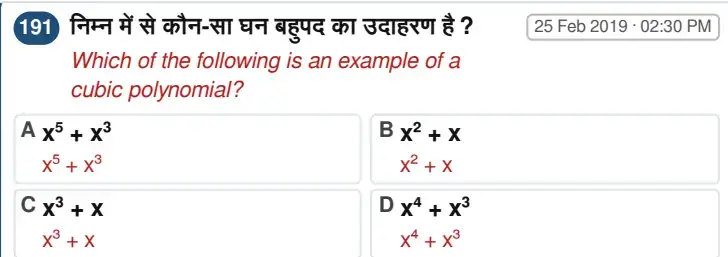 191 निम्न में से कौन-सा घन बहुपद का उदाहरण है ? 25 Feb 2019 · 02:30 PM
Which of the following is an example of a
cubic polynomial?
A x⁵ + x³ B x² + x
x⁵ + x³ x² + x
C x³ + x D x⁴ + x³
x³ + x x⁴ + x³